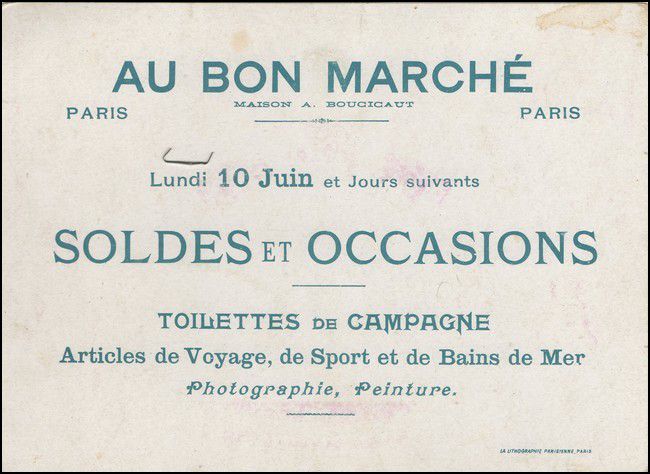 AU BON MARCHÉ
MAISON A. BOUCICAUT
PARIS PARIS
Lundi 10 Juin et Jours suivants
SOLDES ET OCCASIONS
TOILETTES DE CAMPAGNE
Articles de Voyage, de Sport et de Bains de Mer
Photographie, Peinture.
LA LITHOGRAPHIE PARISIENNE, PARIS